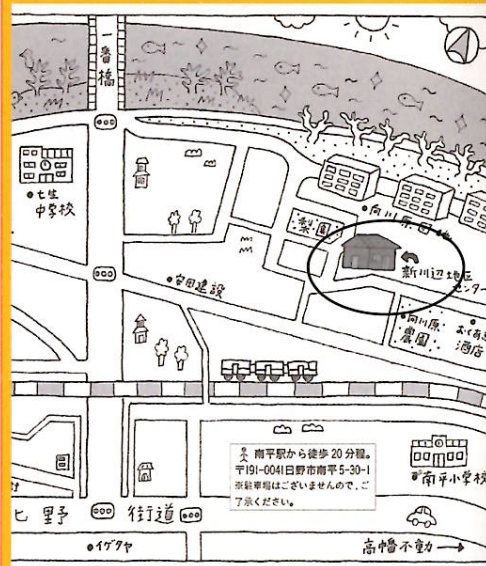 一番橋
七生
中学校
向川原団地
梨園
新川辺地区
センター
安田建設
向川原
農園
酒店
南平駅から徒歩20分程。
〒191-0041日野市南平5-30-1
※駐車場はございませんので、ご
了承ください。
南平小学校
野
街道
イゲタヤ
高幡不動